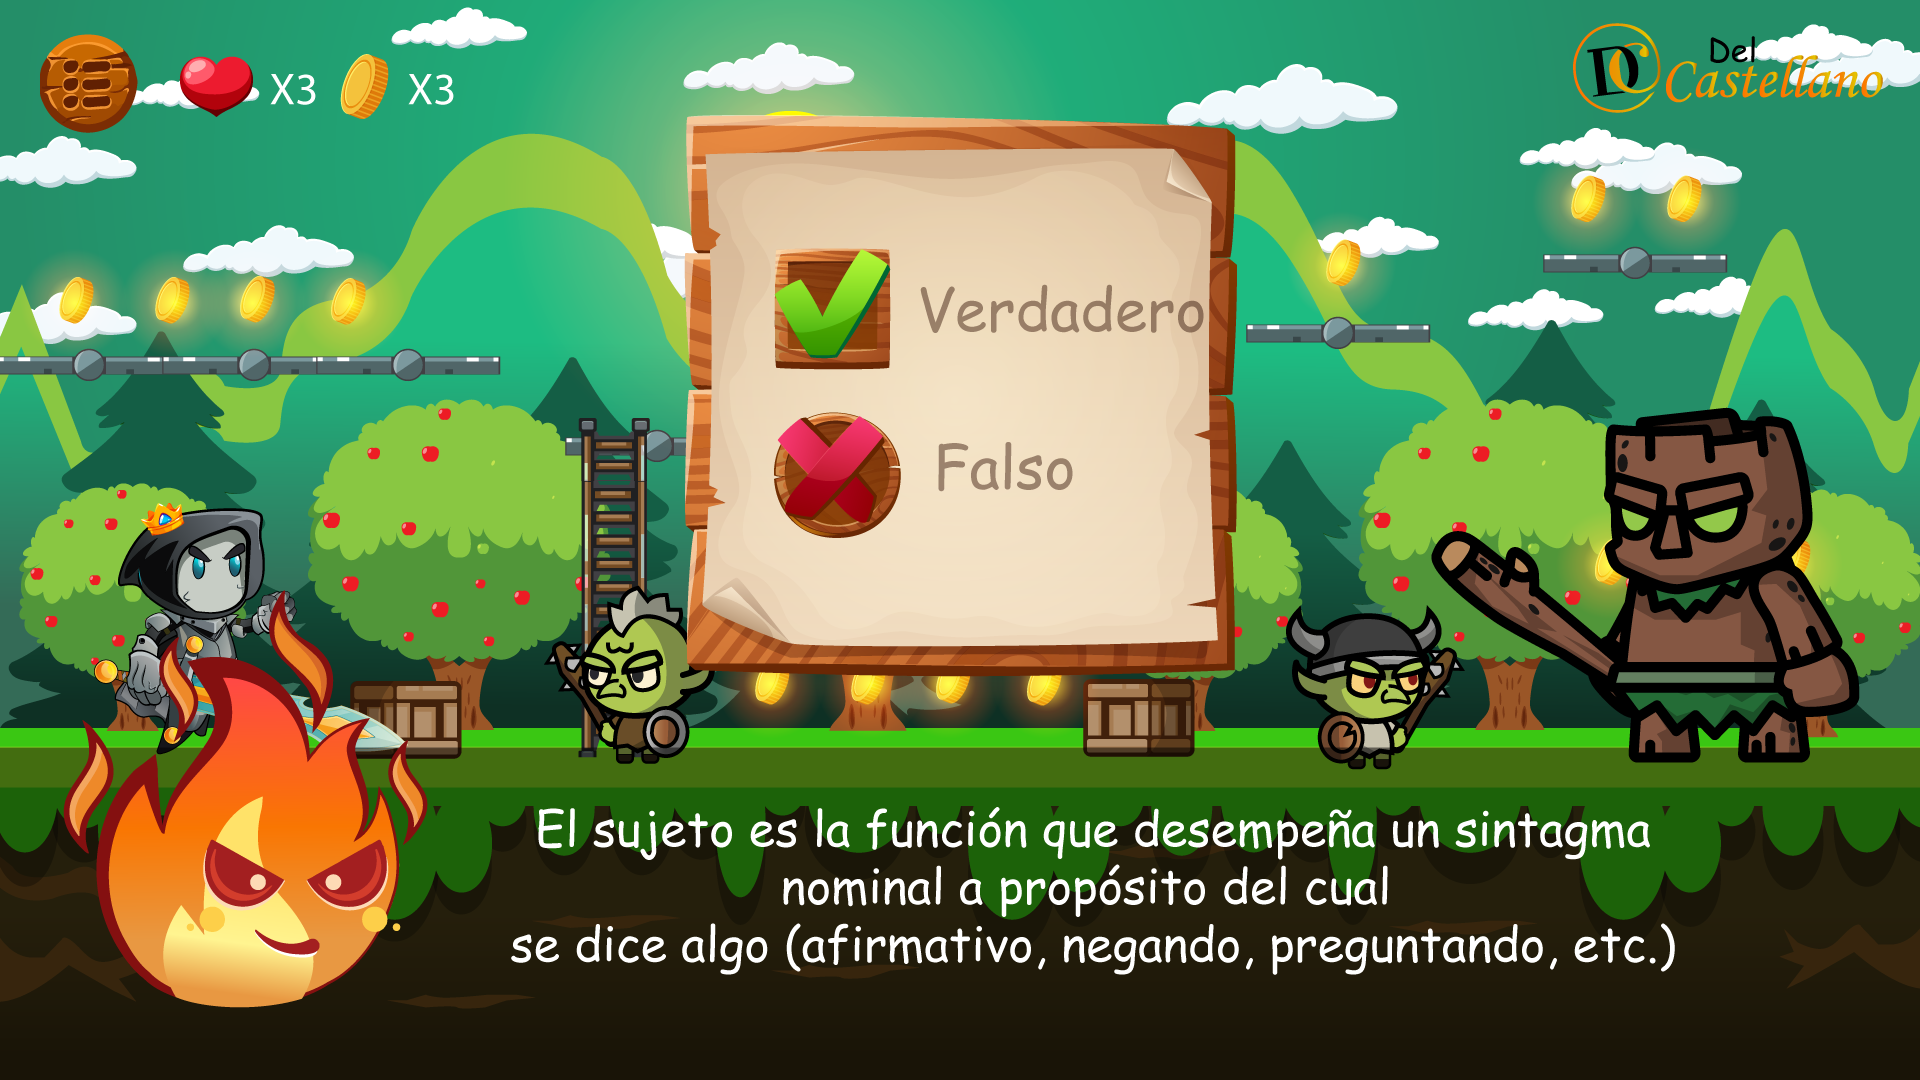 X3
X3
DC
Del
Castellano
Verdadero
Falso
El sujeto es la función que desempeña un sintagma
nominal a propósito del cual
se dice algo (afirmativo, negando, preguntando, etc.)